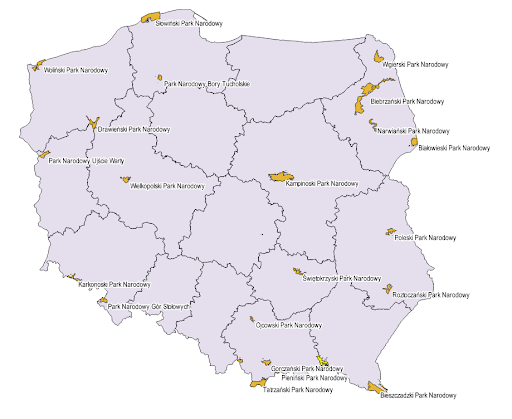 Słowiński Park Narodowy
Woliński Park Narodowy
Wigierski Park Narodowy
Park Narodowy Bory Tucholskie
Biebrzański Park Narodowy
Drawieński Park Narodowy
Narwiański Park Narodowy
Białowieski Park Narodowy
Park Narodowy Ujście Warty
Wielkopolski Park Narodowy
Kampinoski Park Narodowy
Poleski Park Narodowy
Karkonoski Park Narodowy
Świętokrzyski Park Narodowy
Roztoczański Park Narodowy
Park Narodowy Gór Stołowych
Ojcowski Park Narodowy
Gorczański Park Narodowy
Pieniński Park Narodowy
Tatrzański Park Narodowy
Bieszczadzki Park Narodowy